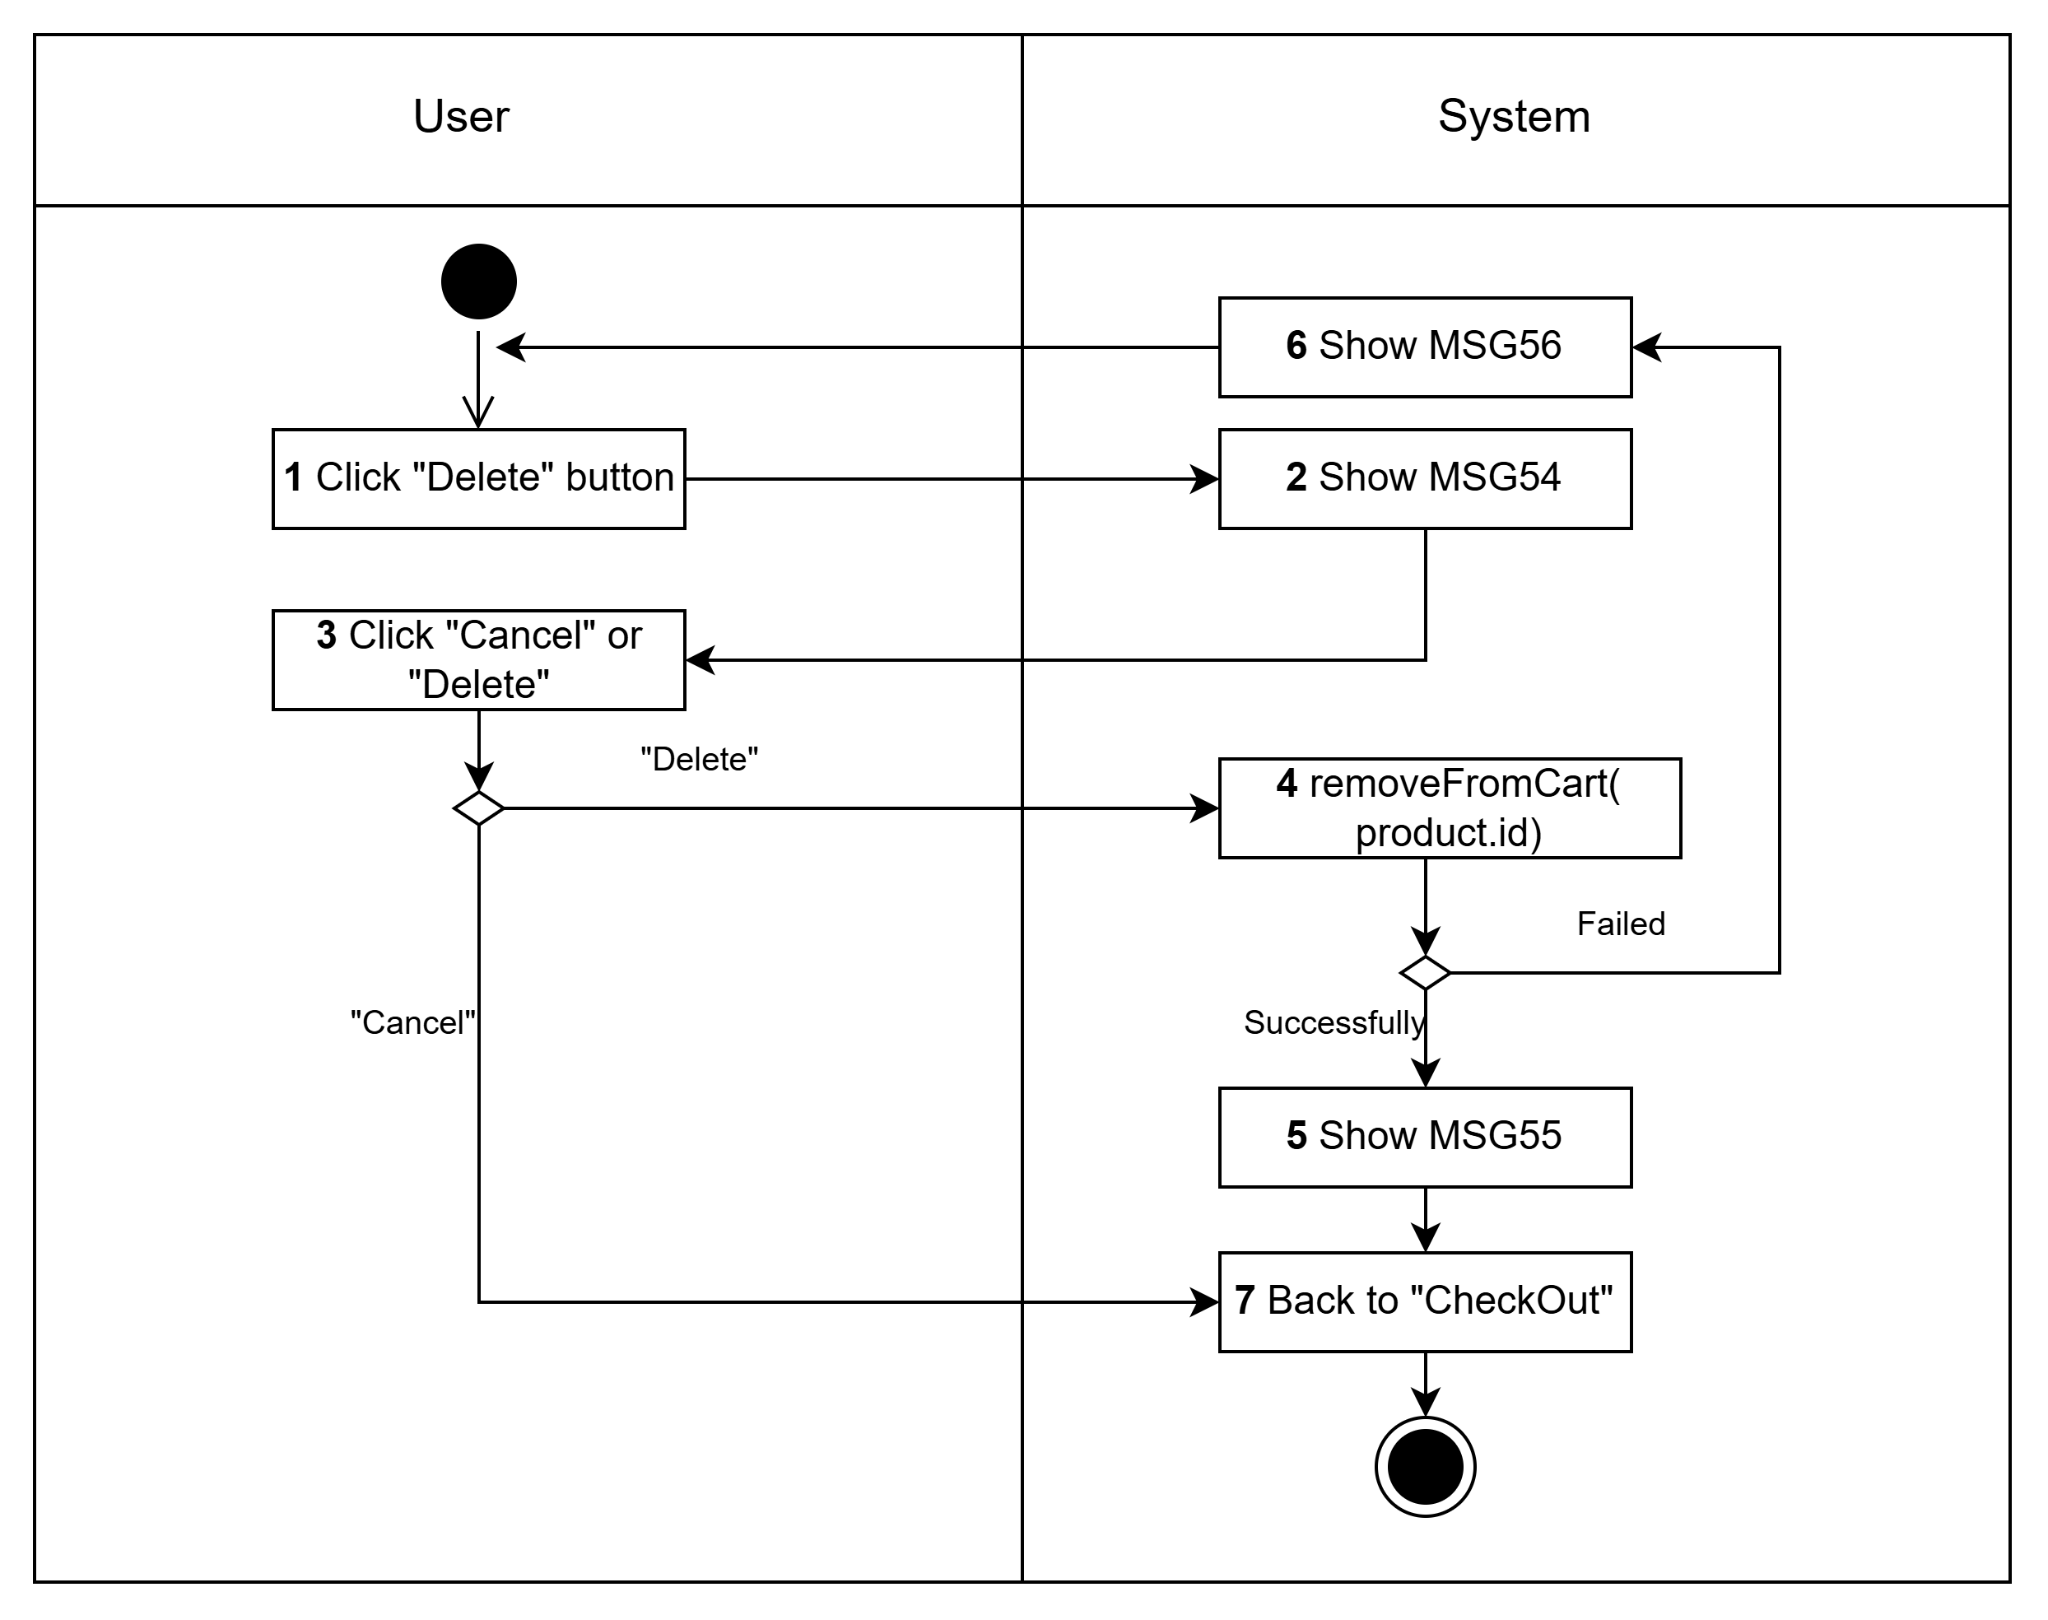 User
System
6 Show MSG56
1 Click "Delete" button
2 Show MSG54
3 Click "Cancel" or
"Delete"
"Delete"
4 removeFromCart(
product.id)
Failed
"Cancel"
Successfully
5 Show MSG55
7 Back to "CheckOut"